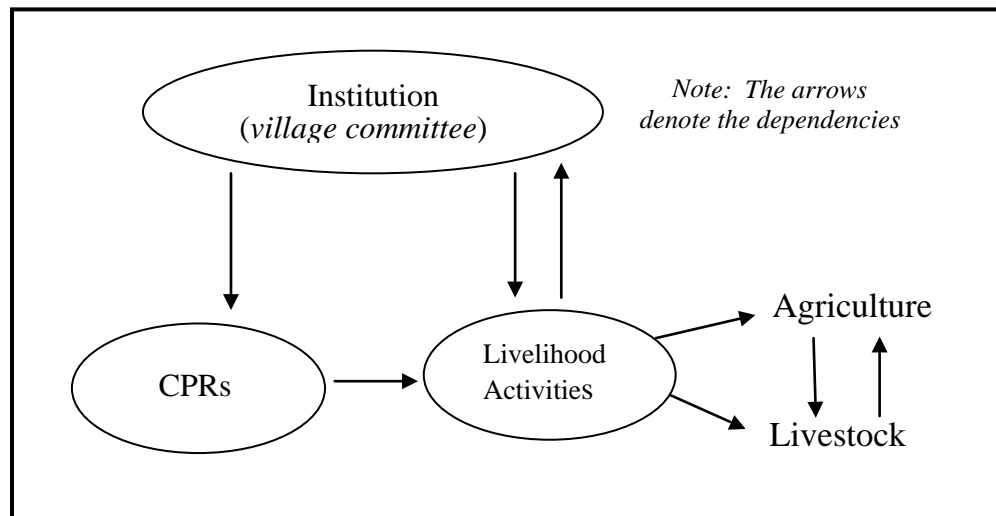 Institution
(village committee)
Note: The arrows
denote the dependencies
CPRs
Livelihood
Activities
Agriculture
Livestock